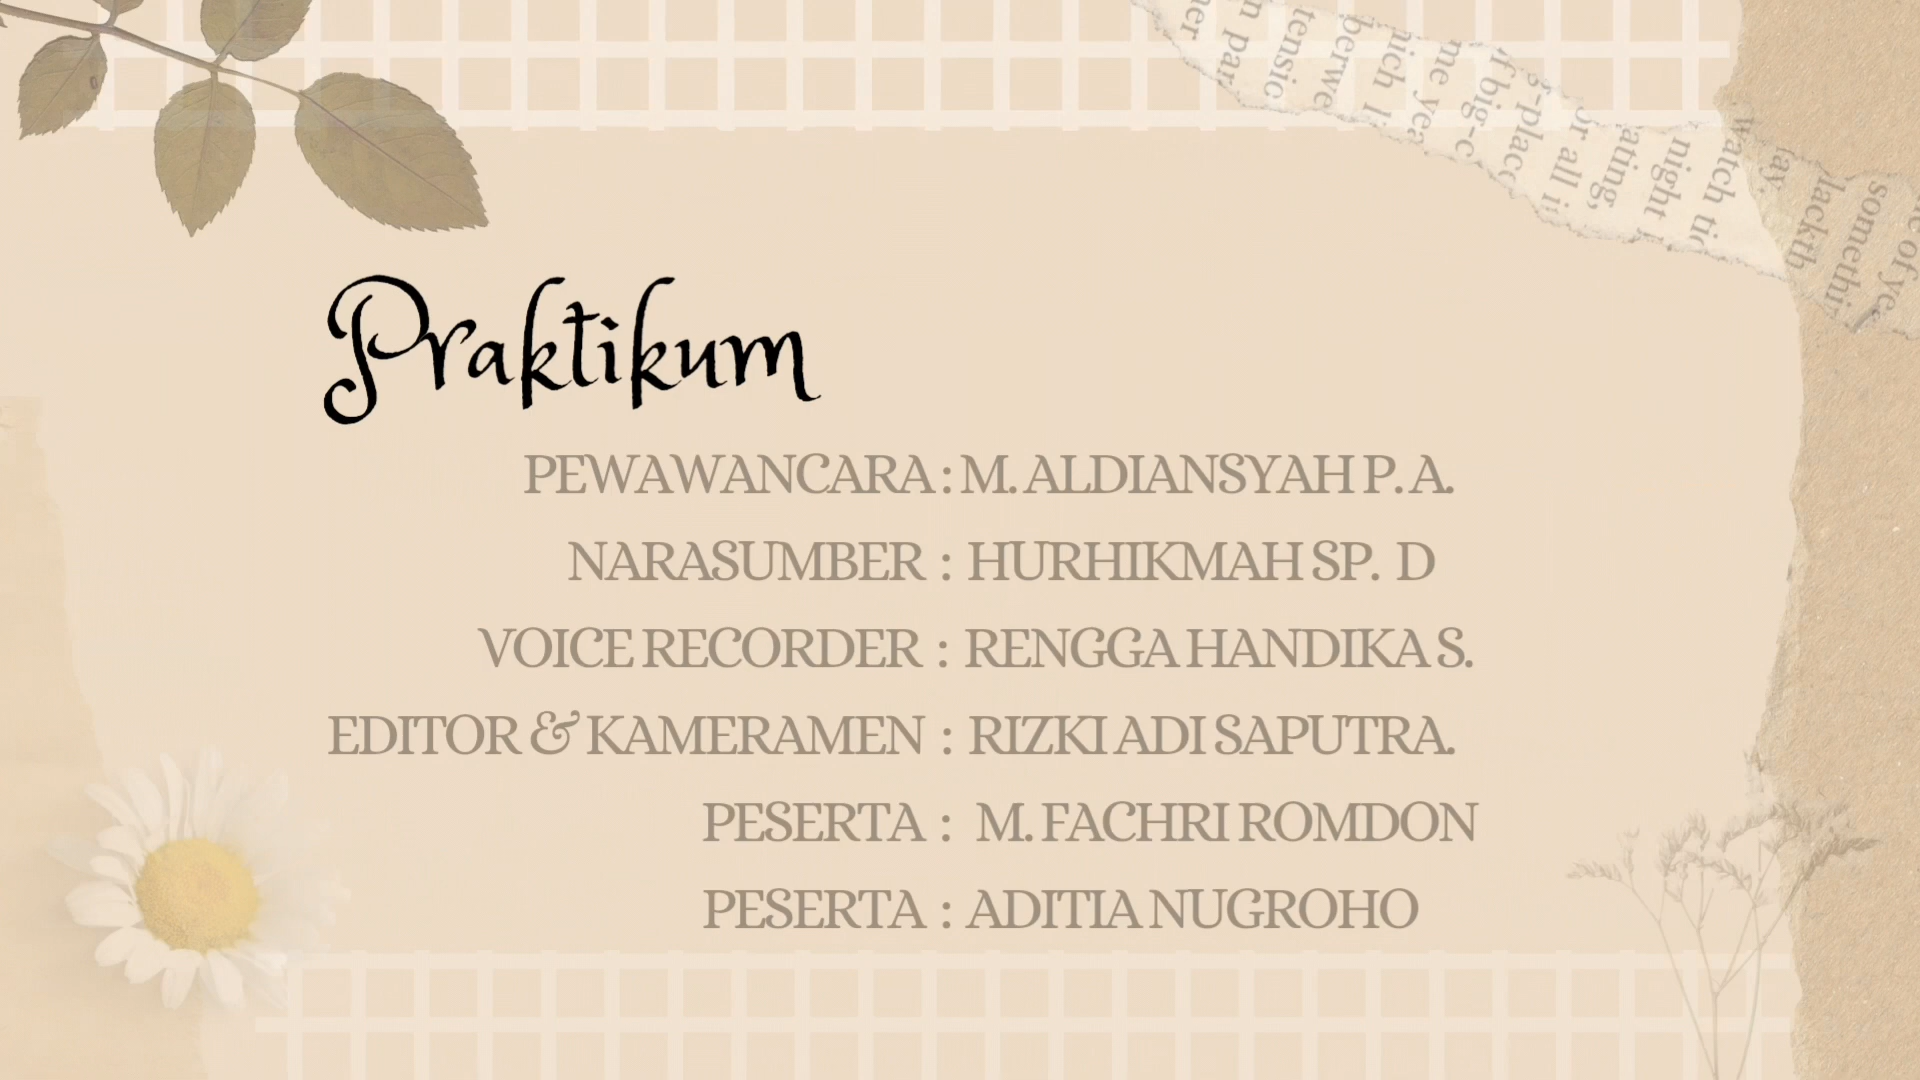 Praktikum
PEWAWANCARA : M. ALDIANSYAH P. A.
NARASUMBER : HURHIKMAH SP. D
VOICE RECORDER : RENGGA HANDIKA S.
EDITOR & KAMERAMEN : RIZKI ADI SAPUTRA.
PESERTA : M. FACHRI ROMDON
PESERTA : ADITIA NUGROHO